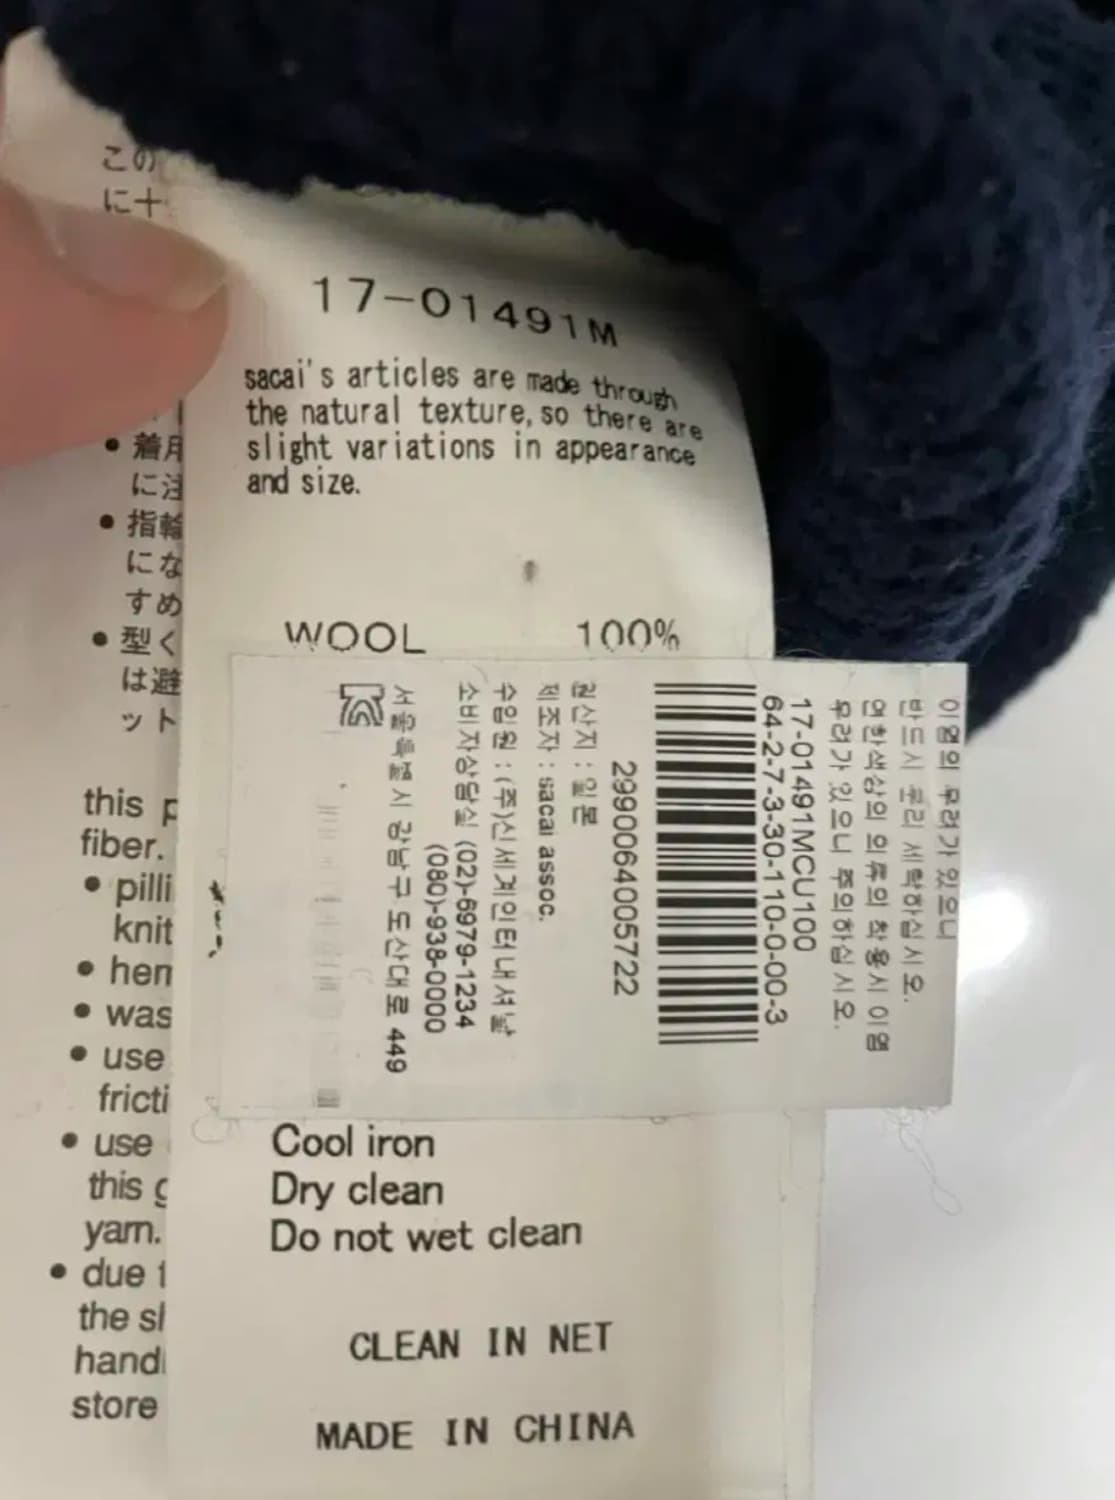 この
に十
着用
に注
• 指輪
にな
すめ
• 型く
は避
ット
this p
fiber.
• pilli
knit
• hem
• was
• use
fricti
• use
this g
yarn.
• due t
the sl
hand
store
17-01491M
sacai's articles are made through
the natural texture, so there are
slight variations in appearance
and size.
WOOL 100%
이염의 우려가 있으니
반드시 분리 세탁하십시오.
연한색상의 의류의 착용시 이염
우려가 있으니 주의하십시오.
17-01491MCU100
64-2-7-3-30-110-0-00-3
2990064005722
원산지 : 일본
제조자 : sacai assoc.
수입원 : (주)신세계인터내셔날
소비자상담실 (02)-6979-1234
(080)-938-0000
서울특별시 강남구 도산대로 449
Cool iron
Dry clean
Do not wet clean
CLEAN IN NET
MADE IN CHINA